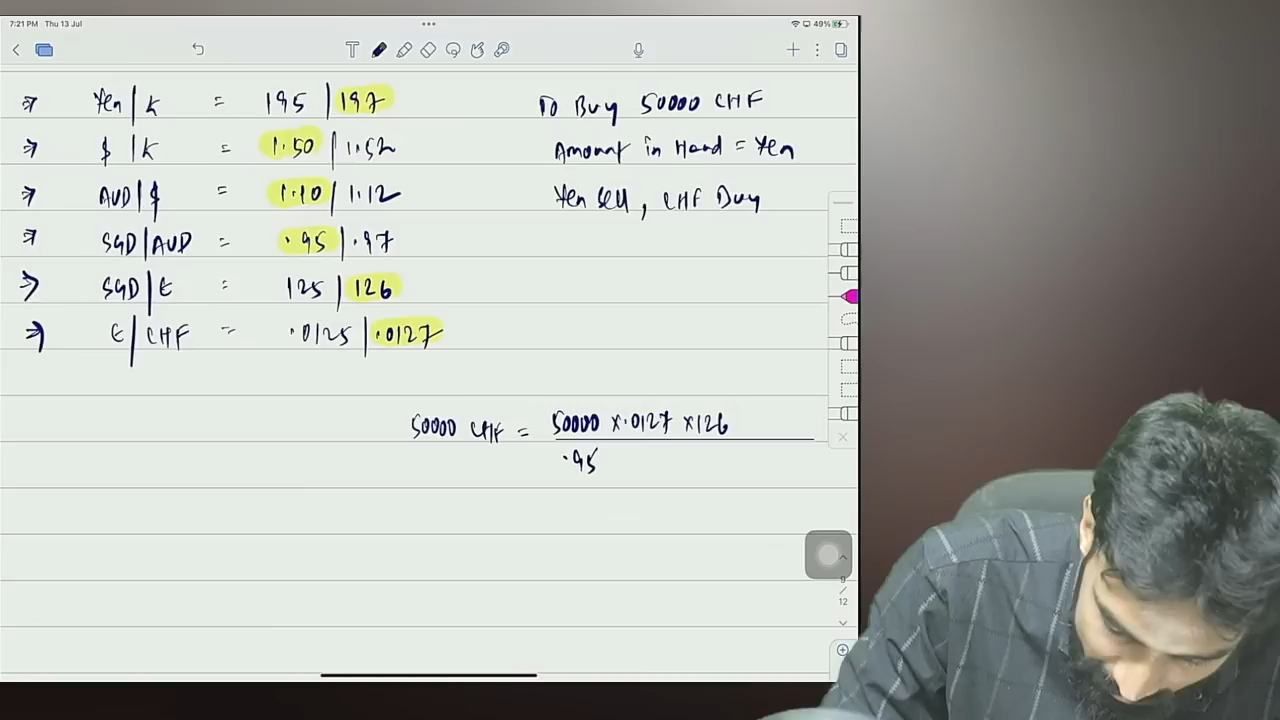 7:21 PM Thu 13 Jul
49%
Yen | £ = 195 | 197
$ | £ = 1.50 | 1.52
AUD | $ = 1.10 | 1.12
SGD | AUD = .95 | .97
SGD | € = 125 | 126
€ | CHF = .0125 | .0127
To Buy 50000 CHF
Amount in Hand = Yen
Yen Sell, CHF Buy
50000 CHF = 50000 x .0127 x 126
.95
9
/
12